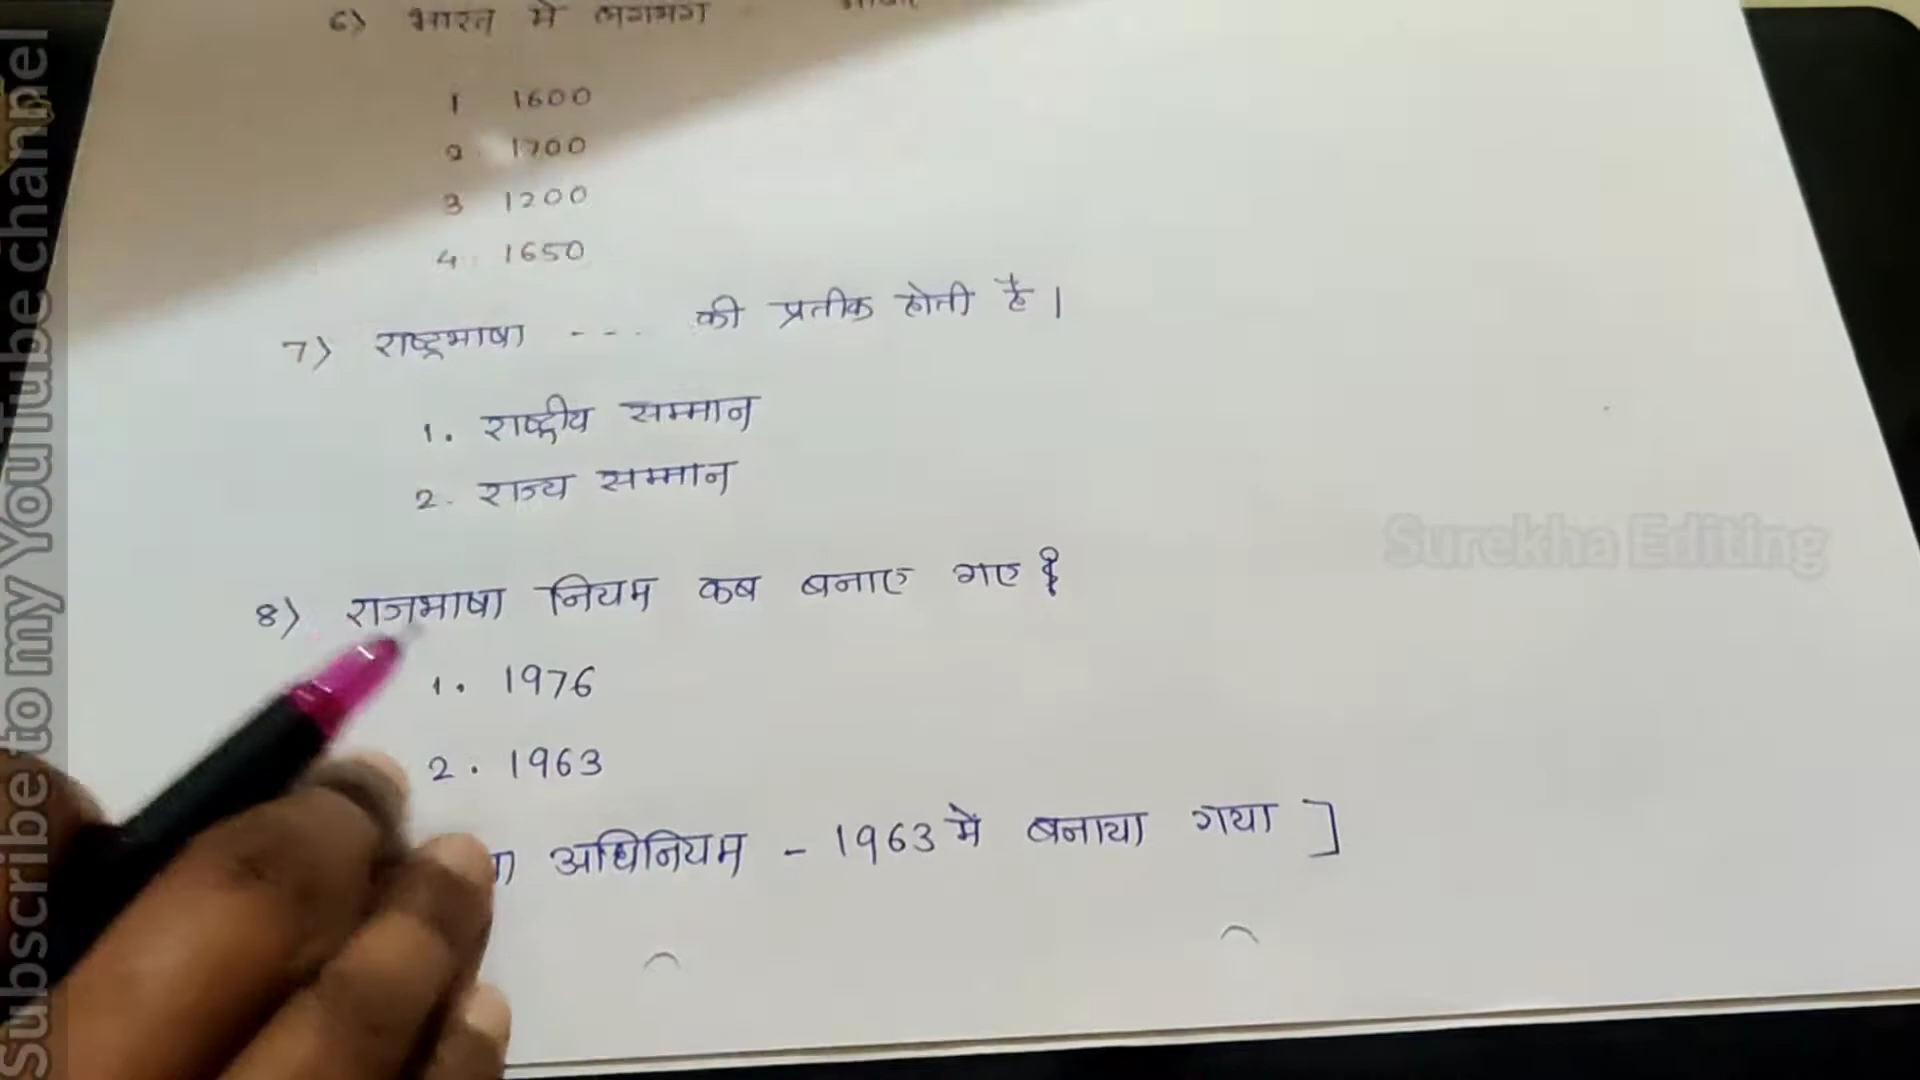 6) भारत में लगभग
1 1600
2 1700
3 1200
4. 1650
7) राष्ट्रभाषा --- की प्रतीक होती है।
1. राष्ट्रीय सम्मान
2. राज्य सम्मान
8) राजभाषा नियम कब बनाए गए?
1. 1976
2. 1963
अधिनियम - 1963 में बनाया गया ]
Subscribe to my YouTube channel
Surekha Editing